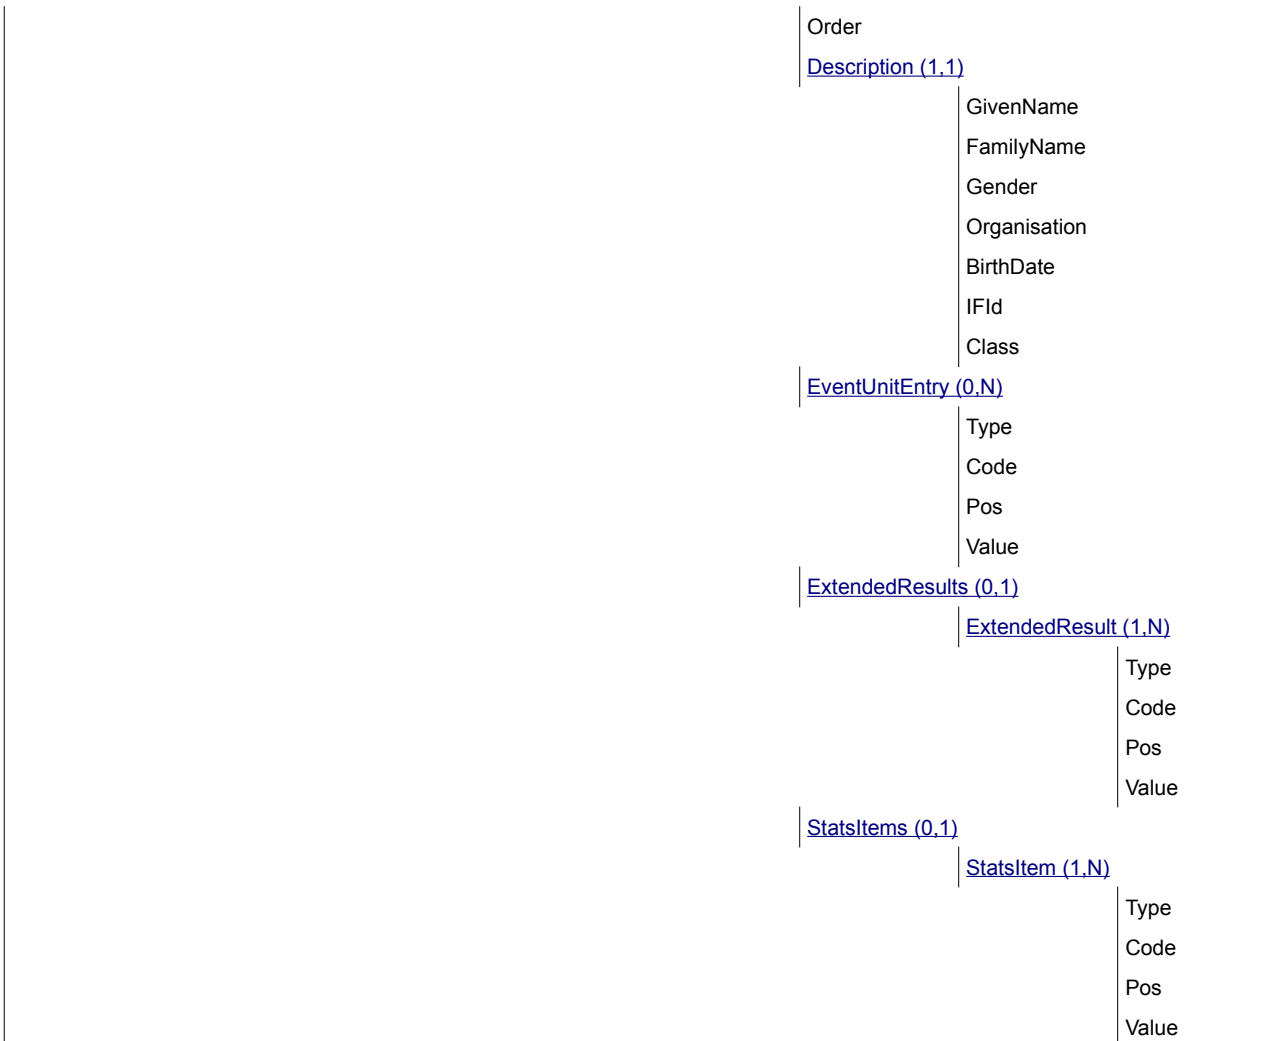 Order
Description (1,1)
GivenName
FamilyName
Gender
Organisation
BirthDate
IFId
Class
EventUnitEntry (0,N)
Type
Code
Pos
Value
ExtendedResults (0,1)
ExtendedResult (1,N)
Type
Code
Pos
Value
StatsItems (0,1)
StatsItem (1,N)
Type
Code
Pos
Value